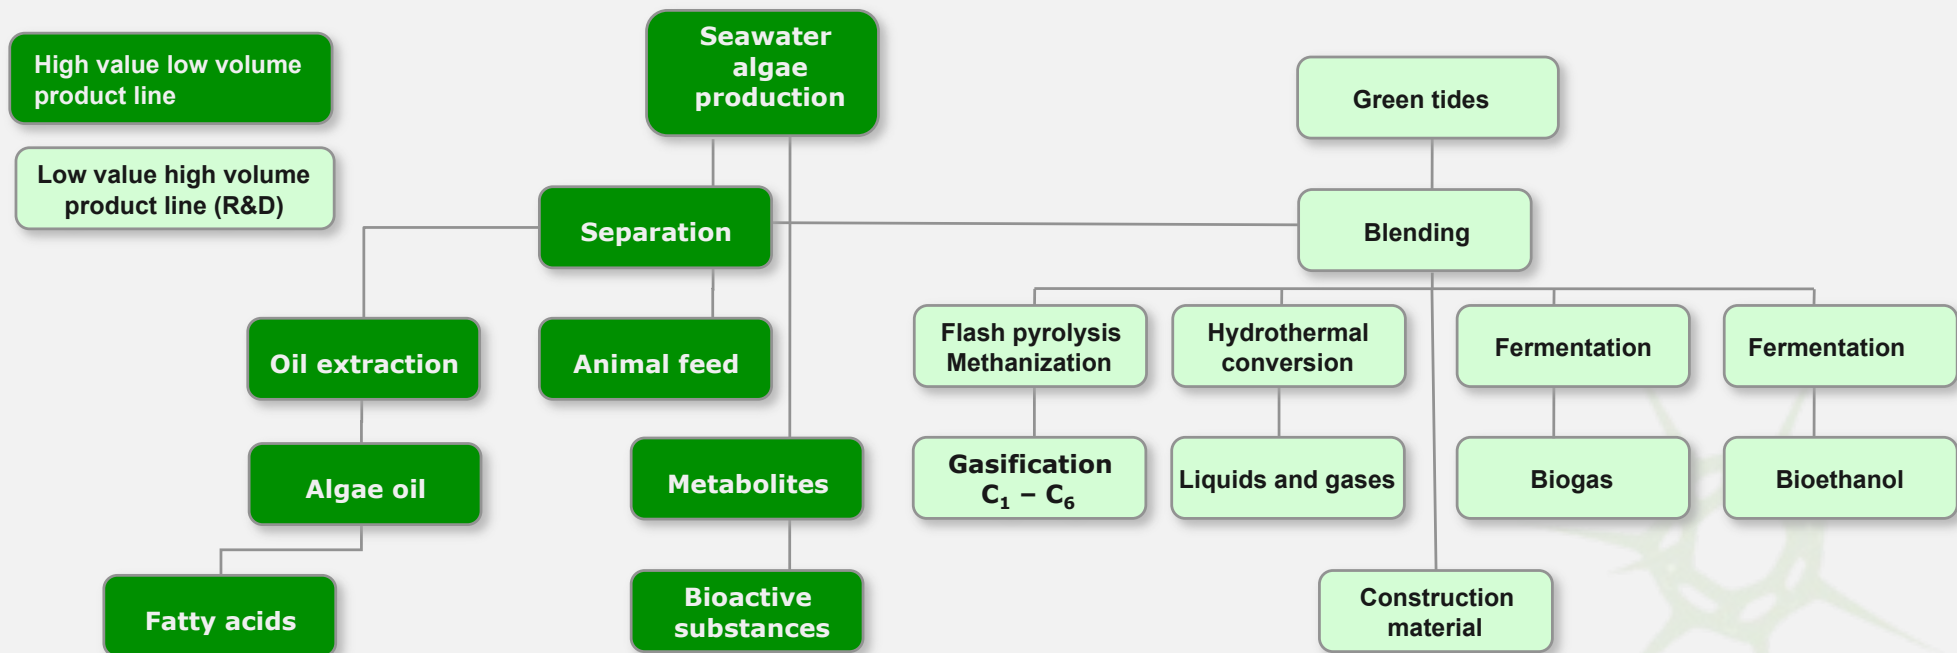 High value low volume
product line
Low value high volume
product line (R&D)
Seawater
algae
production
Green tides
Separation
Blending
Oil extraction
Animal feed
Flash pyrolysis
Methanization
Hydrothermal
conversion
Fermentation
Fermentation
Algae oil
Metabolites
Gasification
C₁ – C₆
Liquids and gases
Biogas
Bioethanol
Fatty acids
Bioactive
substances
Construction
material